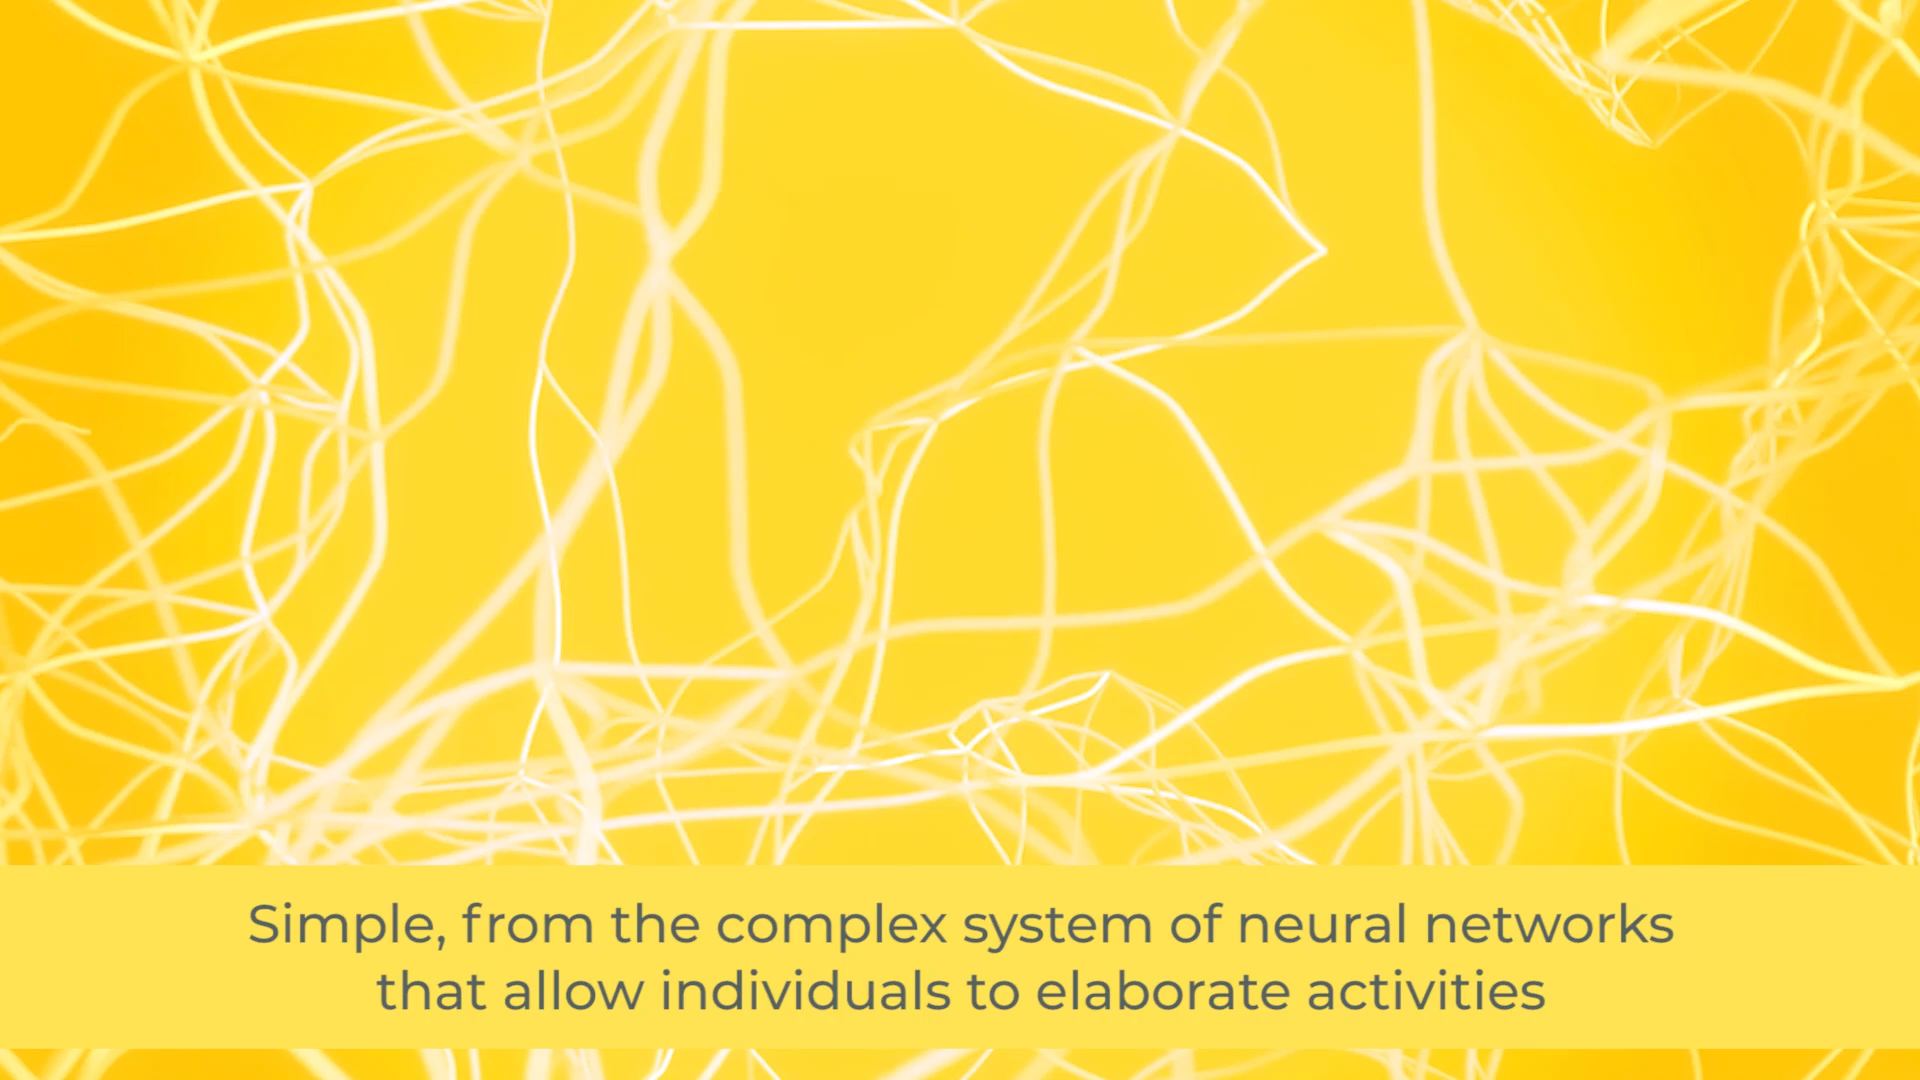 Simple, from the complex system of neural networks
that allow individuals to elaborate activities